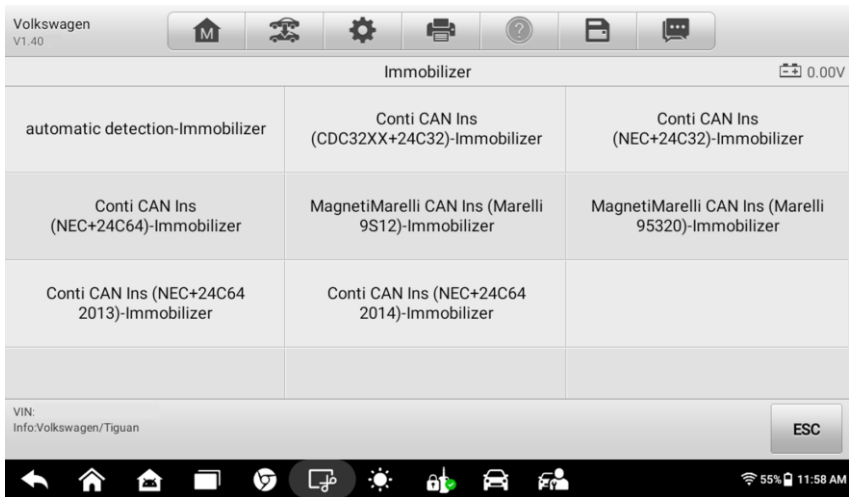 Volkswagen
V1.40
M
?
Immobilizer
0.00V
automatic detection-Immobilizer
Conti CAN Ins
(CDC32XX+24C32)-Immobilizer
Conti CAN Ins
(NEC+24C32)-Immobilizer
Conti CAN Ins
(NEC+24C64)-Immobilizer
MagnetiMarelli CAN Ins (Marelli
9S12)-Immobilizer
MagnetiMarelli CAN Ins (Marelli
95320)-Immobilizer
Conti CAN Ins (NEC+24C64
2013)-Immobilizer
Conti CAN Ins (NEC+24C64
2014)-Immobilizer
VIN:
Info:Volkswagen/Tiguan
ESC
55% 11:58 AM